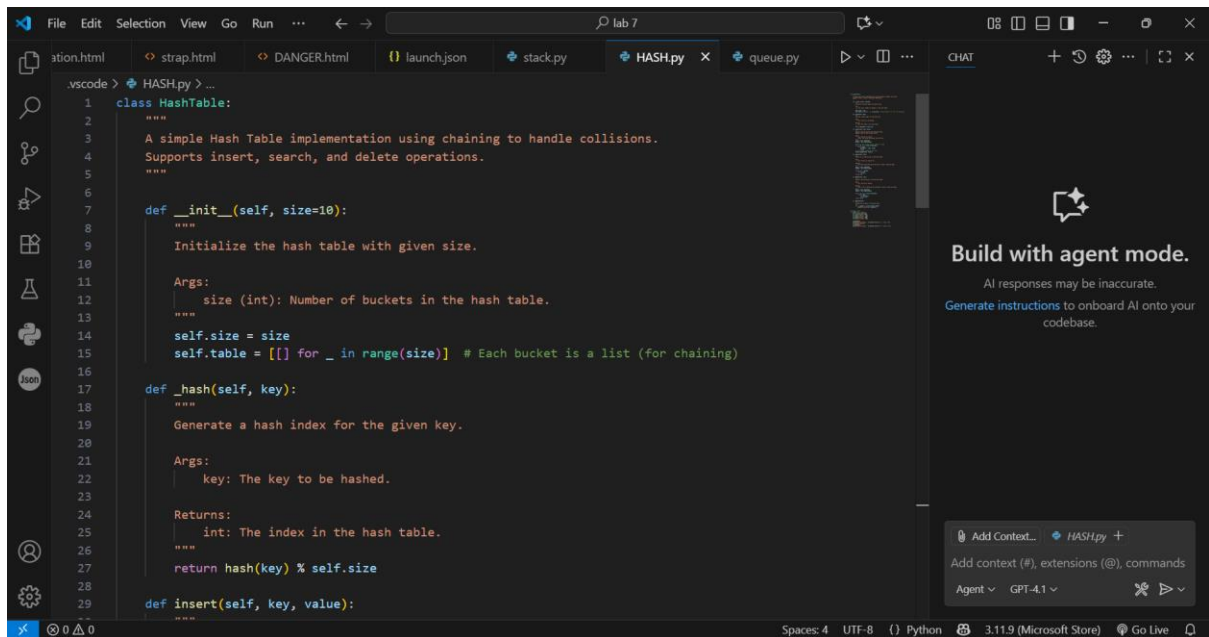 File Edit Selection View Go Run ··· lab 7
ation.html strap.html DANGER.html {} launch.json stack.py HASH.py queue.py
.vscode > HASH.py > ...
1 class HashTable:
2 """
3 A simple Hash Table implementation using chaining to handle collisions.
4 Supports insert, search, and delete operations.
5 """
6
7 def __init__(self, size=10):
8 """
9 Initialize the hash table with given size.
10
11 Args:
12 size (int): Number of buckets in the hash table.
13 """
14 self.size = size
15 self.table = [[] for _ in range(size)]  # Each bucket is a list (for chaining)
16
17 def _hash(self, key):
18 """
19 Generate a hash index for the given key.
20
21 Args:
22 key: The key to be hashed.
23
24 Returns:
25 int: The index in the hash table.
26 """
27 return hash(key) % self.size
28
29 def insert(self, key, value):
"""
Json
CHAT
Build with agent mode.
AI responses may be inaccurate.
Generate instructions to onboard AI onto your
codebase.
Add Context... HASH.py +
Add context (#), extensions (@), commands
Agent GPT-4.1
0 0 Spaces: 4 UTF-8 {} Python 3.11.9 (Microsoft Store) Go Live